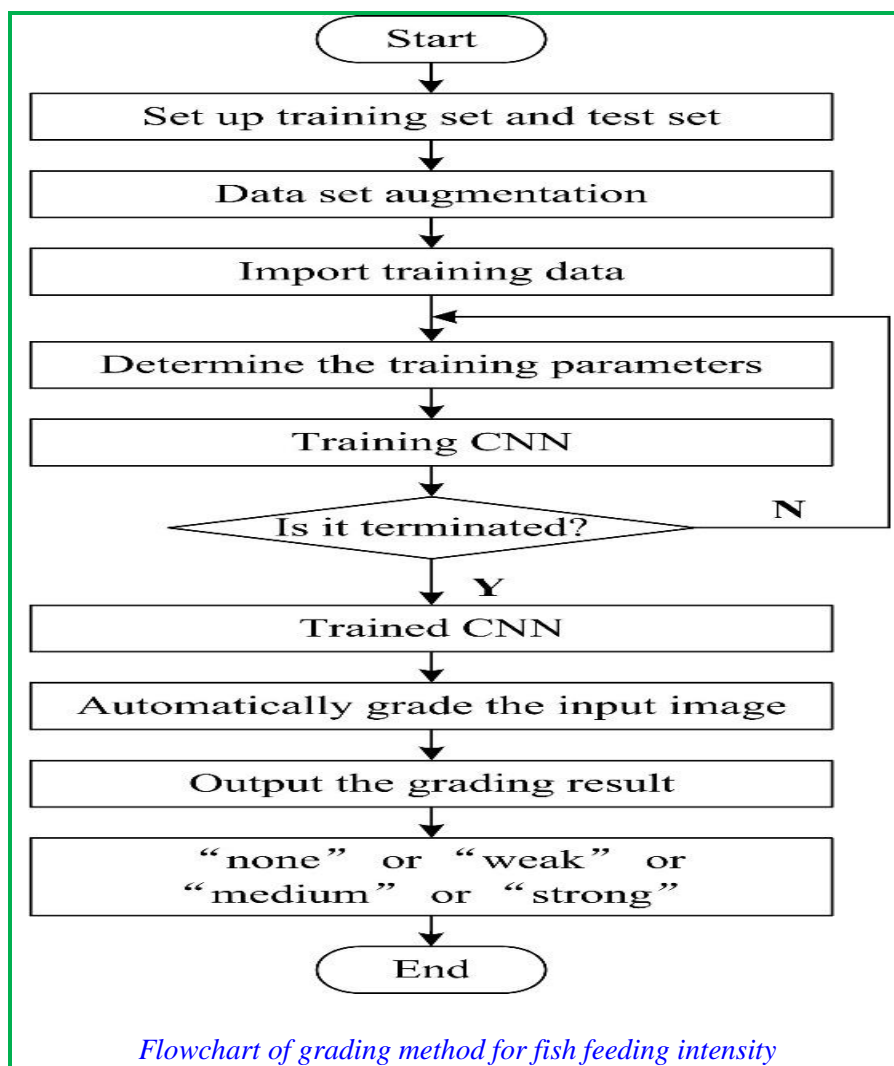 Start
Set up training set and test set
Data set augmentation
Import training data
Determine the training parameters
Training CNN
Is it terminated?
N
Y
Trained CNN
Automatically grade the input image
Output the grading result
“none” or “weak” or
“medium” or “strong”
End
Flowchart of grading method for fish feeding intensity